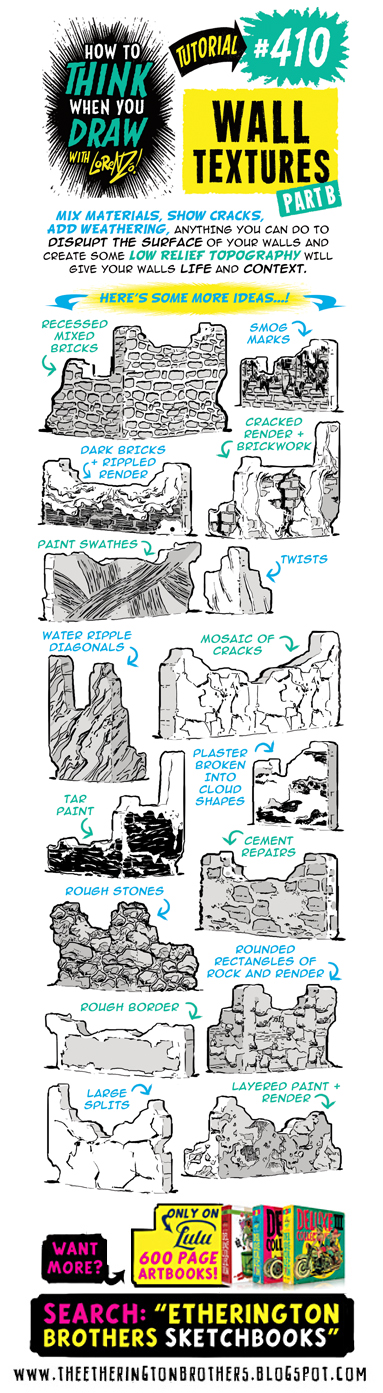 HOW TO
THINK
WHEN YOU
DRAW
WITH LORENZO!
TUTORIAL
#410
WALL
TEXTURES
PART B
MIX MATERIALS, SHOW CRACKS,
ADD WEATHERING, ANYTHING YOU CAN DO TO
DISRUPT THE SURFACE OF YOUR WALLS AND
CREATE SOME LOW RELIEF TOPOGRAPHY WILL
GIVE YOUR WALLS LIFE AND CONTEXT.
HERE'S SOME MORE IDEAS...!
RECESSED
MIXED
BRICKS
SMOG
MARKS
CRACKED
RENDER +
BRICKWORK
DARK BRICKS
+ RIPPLED
RENDER
PAINT SWATHES
TWISTS
WATER RIPPLE
DIAGONALS
MOSAIC OF
CRACKS
PLASTER
BROKEN
INTO
CLOUD
SHAPES
TAR
PAINT
CEMENT
REPAIRS
ROUGH STONES
ROUNDED
RECTANGLES OF
ROCK AND RENDER
ROUGH BORDER
LARGE
SPLITS
LAYERED PAINT +
RENDER
WANT
MORE?
ONLY ON
Lulu
600 PAGE
ARTBOOKS!
DELUXE
III
SEARCH: "ETHERINGTON
BROTHERS SKETCHBOOKS"
WWW.THEETHERINGTONBROTHERS.BLOGSPOT.COM